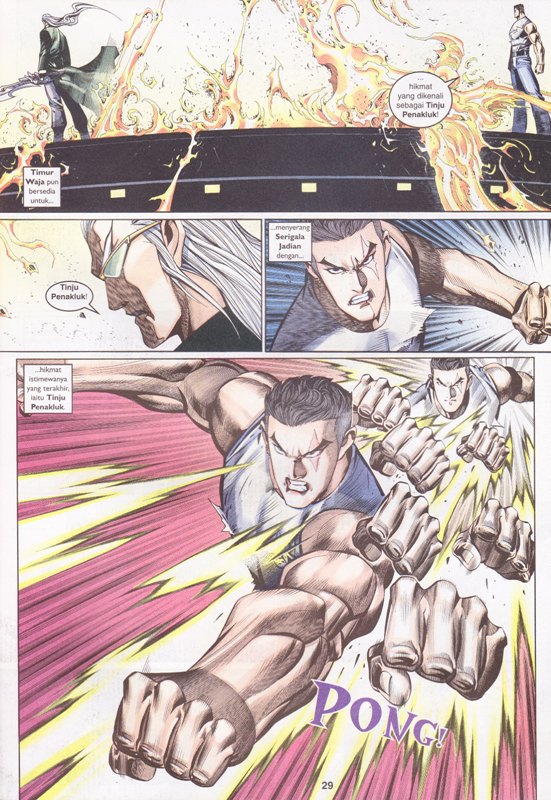 ...
hikmat
yang dikenali
sebagai Tinju
Penakluk!
Timur
Waja pun
bersedia
untuk...
Tinju
Penakluk!
...menyerang
Serigala
Jadian
dengan...
...hikmat
istimewanya
yang terakhir,
iaitu Tinju
Penakluk.
PONG!
29